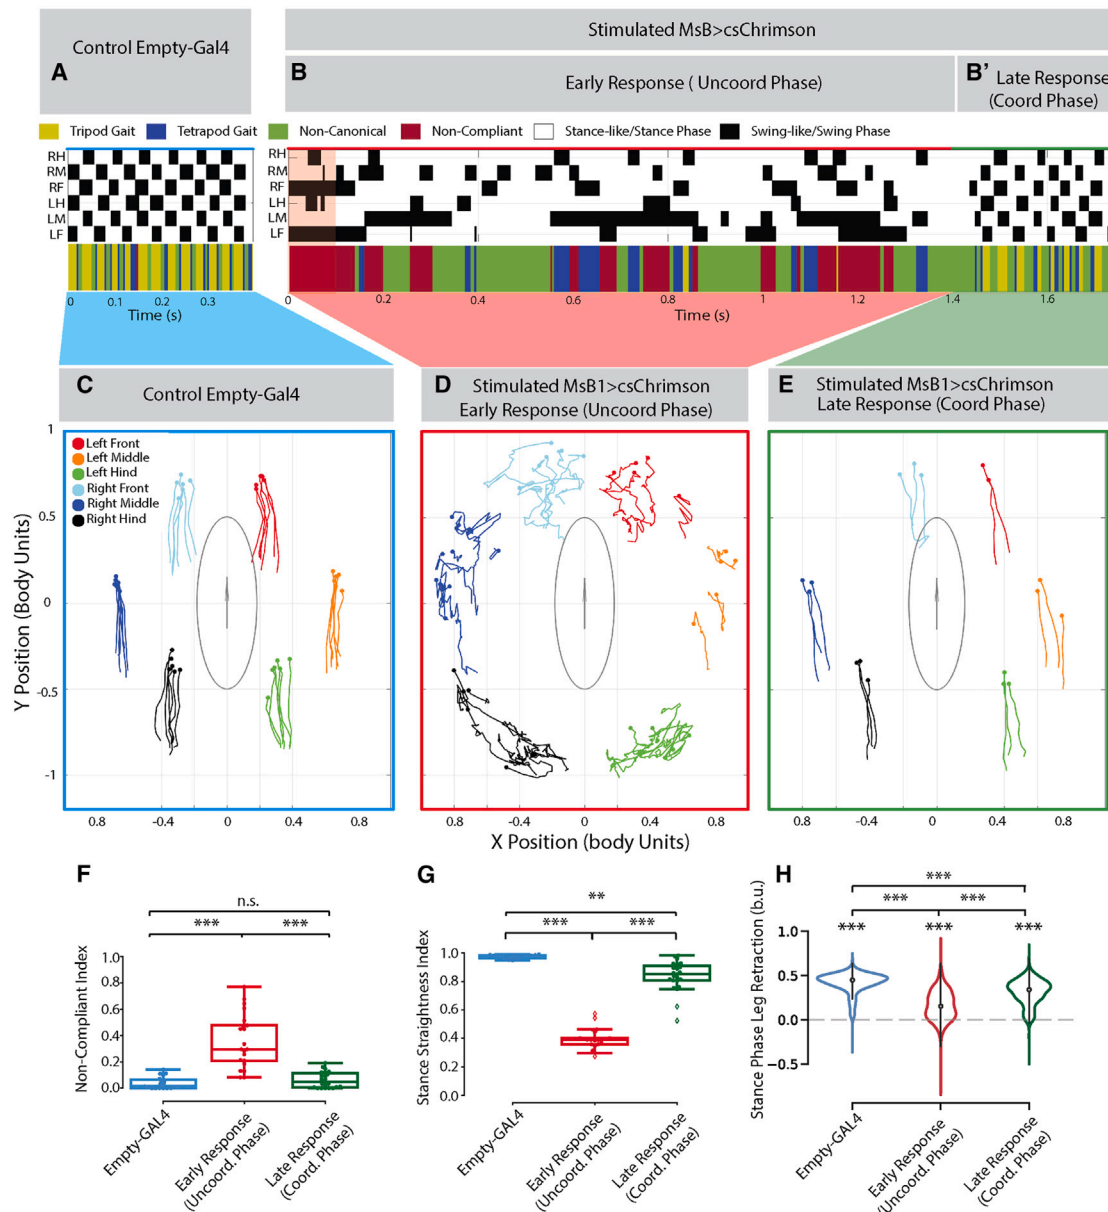 Control Empty-Gal4
A
Stimulated MsB>csChrimson
B
Early Response ( Uncoord Phase)
B' Late Response
(Coord Phase)
Tripod Gait
Tetrapod Gait
Non-Canonical
Non-Compliant
Stance-like/Stance Phase
Swing-like/Swing Phase
RH
RM
RF
LH
LM
LF
0 0.1 0.2 0.3
Time (s)
RH
RM
RF
LH
LM
LF
0 0.2 0.4 0.6 0.8 1 1.2 1.4 1.6
Time (s)
Time (s)
C Control Empty-Gal4
D Stimulated MsB1>csChrimson
Early Response (Uncoord Phase)
E Stimulated MsB1>csChrimson
Late Response (Coord Phase)
Y Position (Body Units)
1
0.5
0
-0.5
-1
Left Front
Left Middle
Left Hind
Right Front
Right Middle
Right Hind
0.8 -0.4 0 0.4 0.8
0.8 -0.4 0 0.4 0.8
0.8 -0.4 0 0.4 0.8
X Position (body Units)
F
n.s.
*** ***
Non-Compliant Index
1.0
0.8
0.6
0.4
0.2
0.0
Empty-GAL4
Early Response
(Uncoord. Phase)
Late Response
(Coord. Phase)
G
**
*** ***
Stance Straightness Index
1.0
0.8
0.6
0.4
0.2
0.0
Empty-GAL4
Early Response
(Uncoord. Phase)
Late Response
(Coord. Phase)
H
***
*** ***
*** *** ***
Stance Phase Leg Retraction (b.u.)
1.0
0.5
0.0
−0.5
Empty-GAL4
Early Response
(Uncoord. Phase)
Late Response
(Coord. Phase)